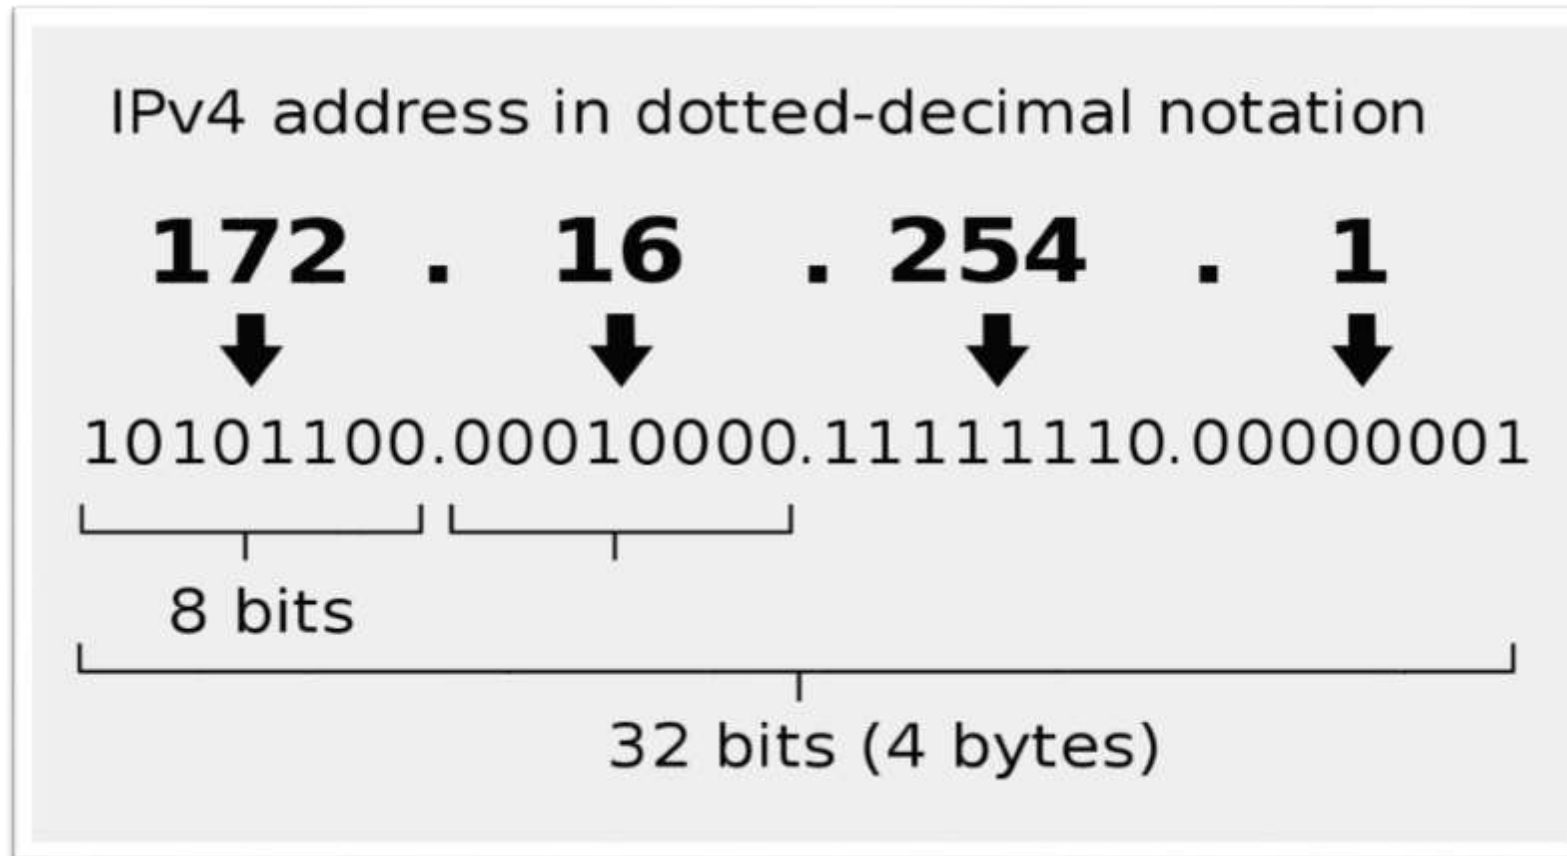 IPv4 address in dotted-decimal notation
172 . 16 . 254 . 1
10101100.00010000.11111110.00000001
8 bits
32 bits (4 bytes)